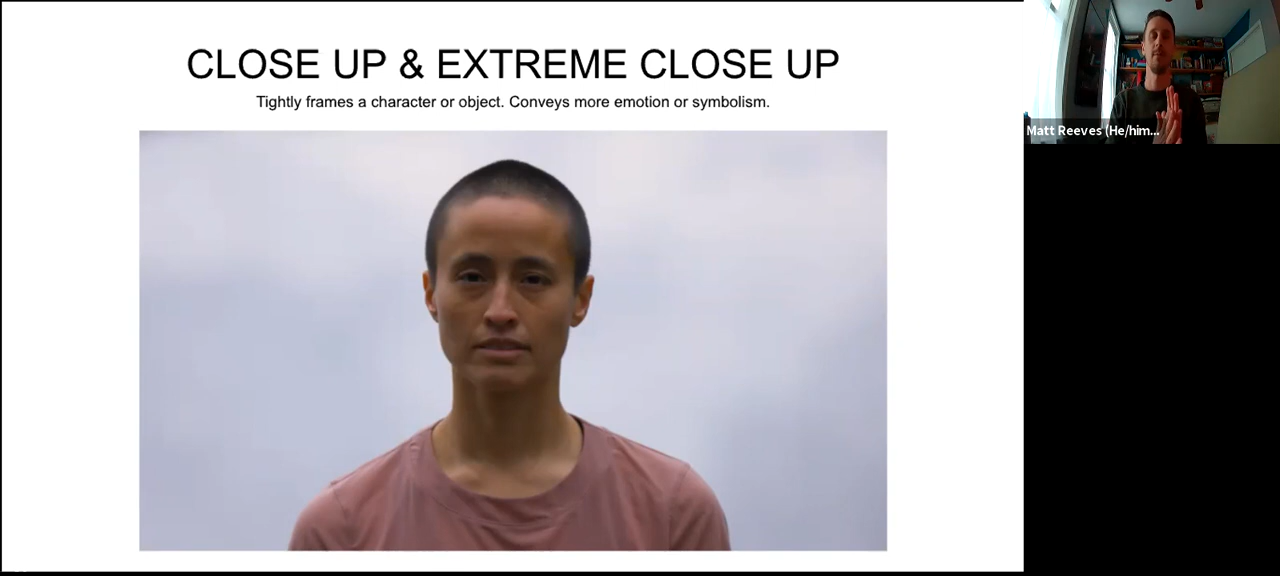 CLOSE UP & EXTREME CLOSE UP
Tightly frames a character or object. Conveys more emotion or symbolism.
Matt Reeves (He/him...